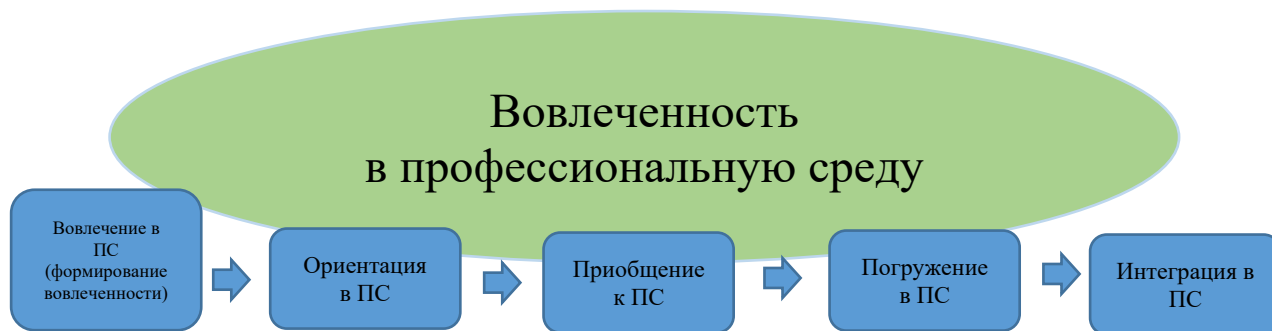 Вовлеченность
в профессиональную среду
Вовлечение в
ПС
(формирование
вовлеченности)
Ориентация
в ПС
Приобщение
к ПС
Погружение
в ПС
Интеграция в
ПС